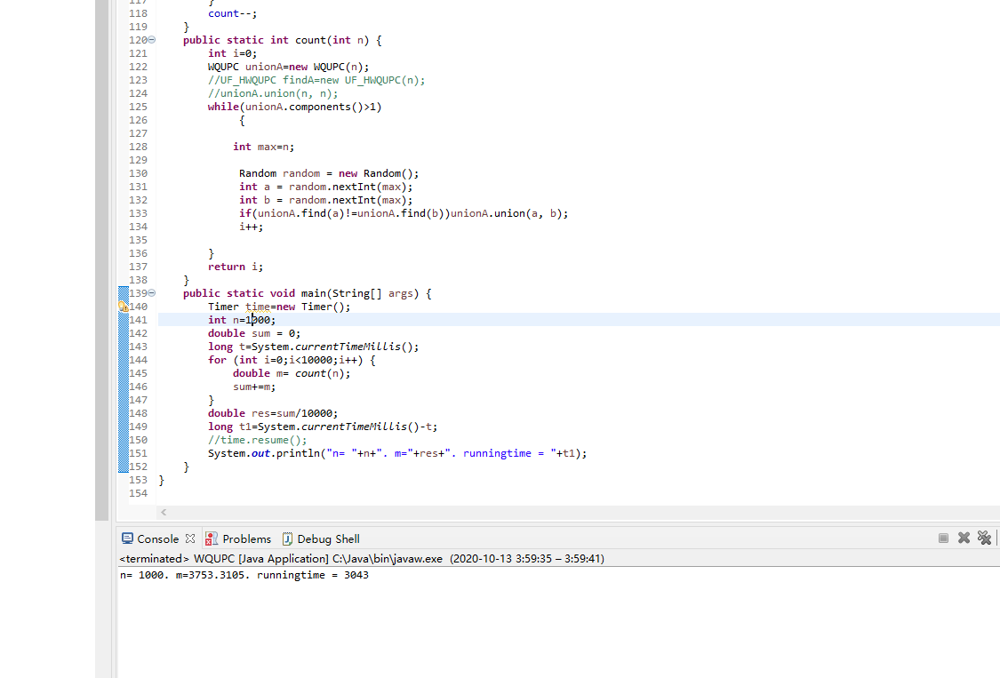 117 }
118 count--;
119 }
120 public static int count(int n) {
121 int i=0;
122 WQUPC unionA=new WQUPC(n);
123 //UF_HWQUPC findA=new UF_HWQUPC(n);
124 //unionA.union(n, n);
125 while(unionA.components()>1)
126 {
127
128 int max=n;
129
130 Random random = new Random();
131 int a = random.nextInt(max);
132 int b = random.nextInt(max);
133 if(unionA.find(a)!=unionA.find(b))unionA.union(a, b);
134 i++;
135
136 }
137 return i;
138 }
139 public static void main(String[] args) {
140 Timer time=new Timer();
141 int n=1000;
142 double sum = 0;
143 long t=System.currentTimeMillis();
144 for (int i=0;i<10000;i++) {
145 double m= count(n);
146 sum+=m;
147 }
148 double res=sum/10000;
149 long t1=System.currentTimeMillis()-t;
150 //time.resume();
151 System.out.println("n= "+n+". m="+res+". runningtime = "+t1);
152 }
153 }
154
Console Problems Debug Shell
<terminated> WQUPC [Java Application] C:\Java\bin\javaw.exe (2020-10-13 3:59:35 – 3:59:41)
n= 1000. m=3753.3105. runningtime = 3043